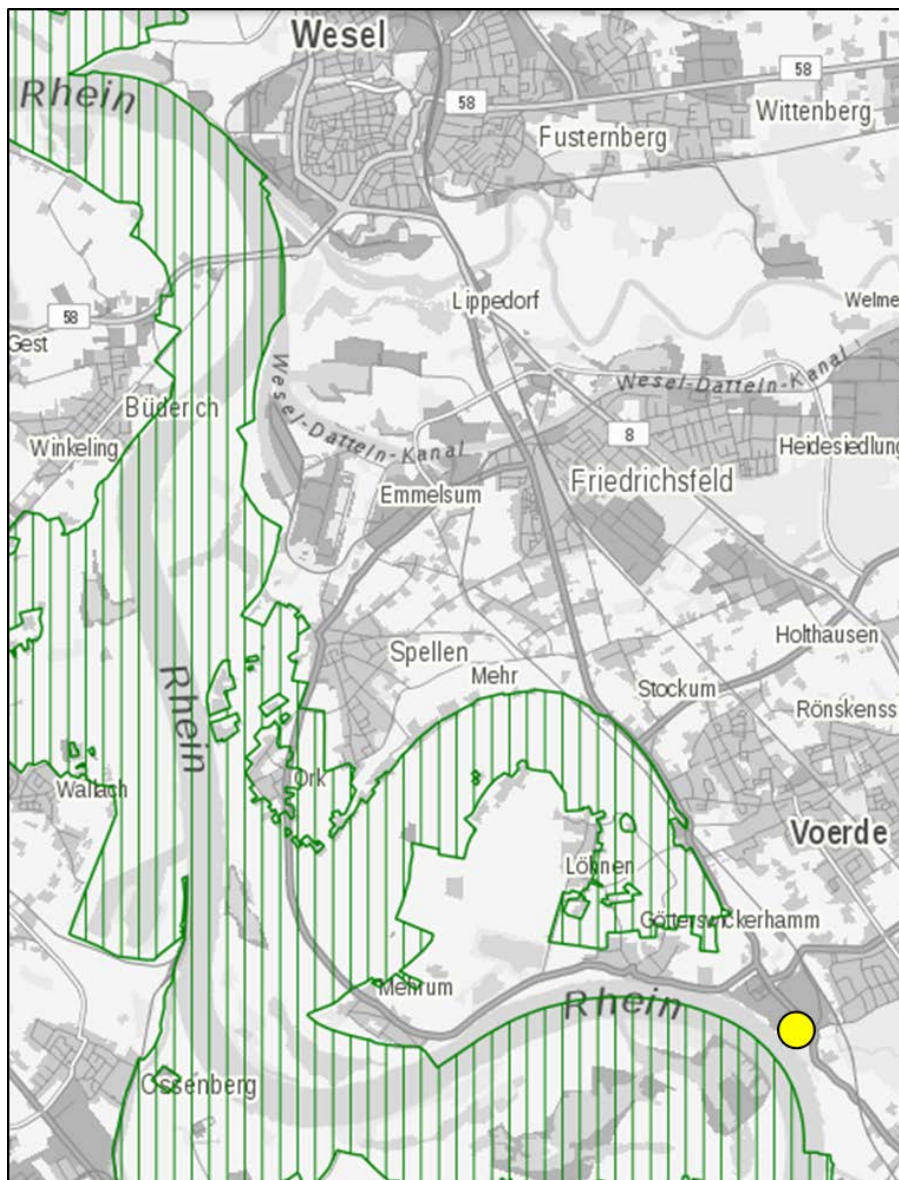 Wesel
58
Rhein
58
Wittenberg
Fusternberg
Lippedorf
Welme
58
Gest
Wesel-Datteln-Kanal
Büderich
8
Winkeling
Wesel-Datteln-Kanal
Heidesiedlung
Friedrichsfeld
Emmelsum
Holthausen
Spellen
Mehr
Stockum
Rönskenss
Rhein
Ork
Wallach
Voerde
Löhnen
Götterswickerhamm
Mehrum
Rhein
Ossenberg